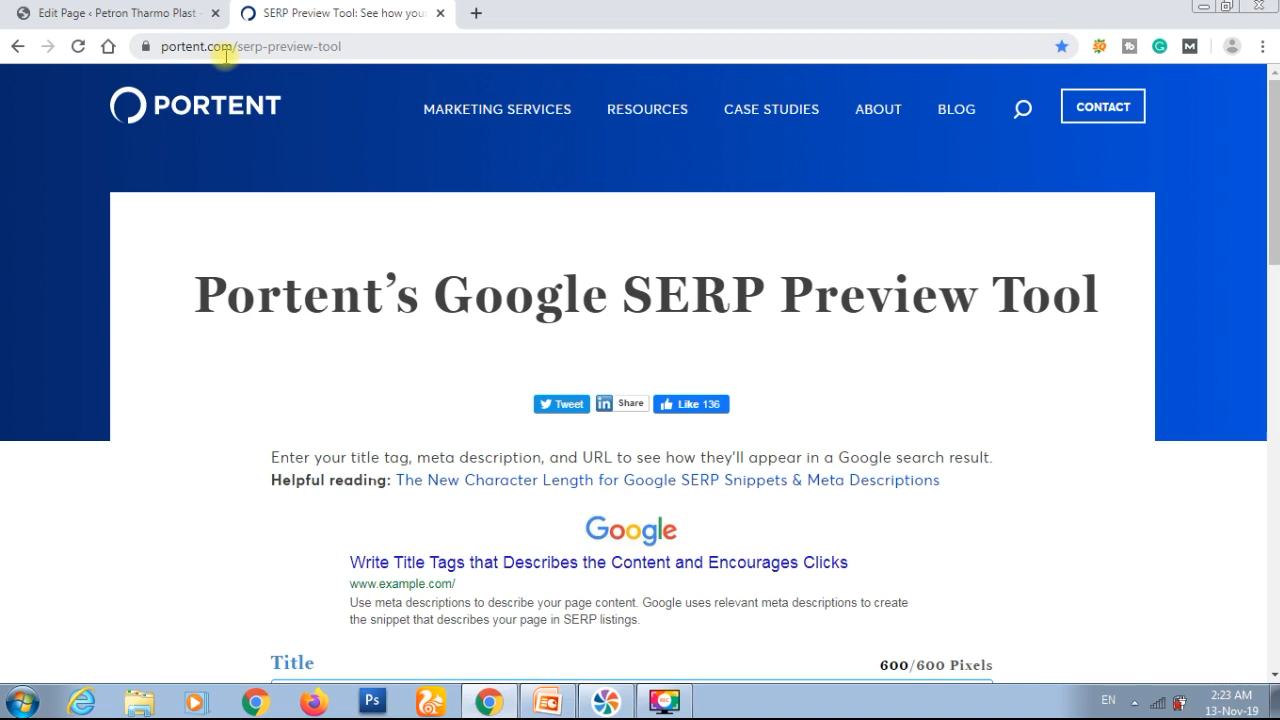 Edit Page ‹ Petron Tharmo Plast -
SERP Preview Tool: See how your
portent.com/serp-preview-tool
PORTENT
MARKETING SERVICES
RESOURCES
CASE STUDIES
ABOUT
BLOG
CONTACT
Portent’s Google SERP Preview Tool
Tweet
in Share
Like 136
Enter your title tag, meta description, and URL to see how they’ll appear in a Google search result.
Helpful reading: The New Character Length for Google SERP Snippets & Meta Descriptions
Google
Write Title Tags that Describes the Content and Encourages Clicks
www.example.com/
Use meta descriptions to describe your page content. Google uses relevant meta descriptions to create
the snippet that describes your page in SERP listings.
Title
600/600 Pixels
Ps
EN
2:23 AM
13-Nov-19